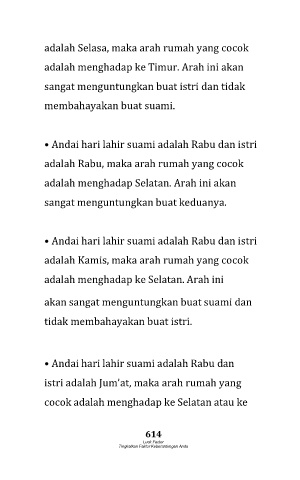 adalah Selasa, maka arah rumah yang cocok
adalah menghadap ke Timur. Arah ini akan
sangat menguntungkan buat istri dan tidak
membahayakan buat suami.
• Andai hari lahir suami adalah Rabu dan istri
adalah Rabu, maka arah rumah yang cocok
adalah menghadap Selatan. Arah ini akan
sangat menguntungkan buat keduanya.
• Andai hari lahir suami adalah Rabu dan istri
adalah Kamis, maka arah rumah yang cocok
adalah menghadap ke Selatan. Arah ini
akan sangat menguntungkan buat suami dan
tidak membahayakan buat istri.
• Andai hari lahir suami adalah Rabu dan
istri adalah Jum'at, maka arah rumah yang
cocok adalah menghadap ke Selatan atau ke
614
Luck Factor
Tingkatkan Faktor Keberuntungan Anda